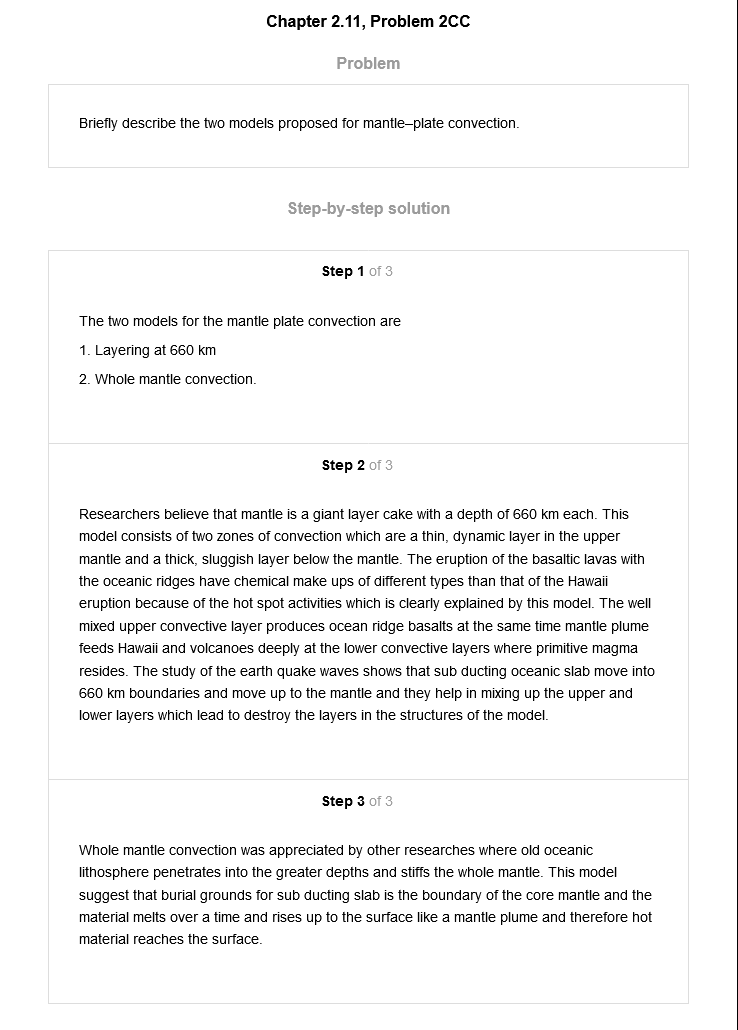 Chapter 2.11, Problem 2CC
Problem
Briefly describe the two models proposed for mantle–plate convection.
Step-by-step solution
Step 1 of 3
The two models for the mantle plate convection are
1. Layering at 660 km
2. Whole mantle convection.
Step 2 of 3
Researchers believe that mantle is a giant layer cake with a depth of 660 km each. This
model consists of two zones of convection which are a thin, dynamic layer in the upper
mantle and a thick, sluggish layer below the mantle. The eruption of the basaltic lavas with
the oceanic ridges have chemical make ups of different types than that of the Hawaii
eruption because of the hot spot activities which is clearly explained by this model. The well
mixed upper convective layer produces ocean ridge basalts at the same time mantle plume
feeds Hawaii and volcanoes deeply at the lower convective layers where primitive magma
resides. The study of the earth quake waves shows that sub ducting oceanic slab move into
660 km boundaries and move up to the mantle and they help in mixing up the upper and
lower layers which lead to destroy the layers in the structures of the model.
Step 3 of 3
Whole mantle convection was appreciated by other researches where old oceanic
lithosphere penetrates into the greater depths and stiffs the whole mantle. This model
suggest that burial grounds for sub ducting slab is the boundary of the core mantle and the
material melts over a time and rises up to the surface like a mantle plume and therefore hot
material reaches the surface.